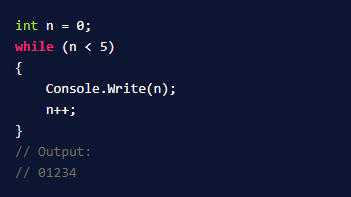 int n = 0;
while (n < 5)
{
    Console.Write(n);
    n++;
}
// Output:
// 01234